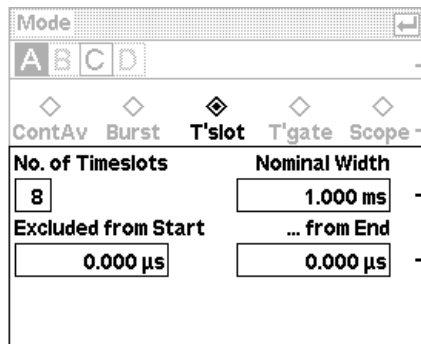 Mode
A B C D
ContAv Burst T'slot T'gate Scope
No. of Timeslots Nominal Width
8 1.000 ms
Excluded from Start ... from End
0.000 µs 0.000 µs